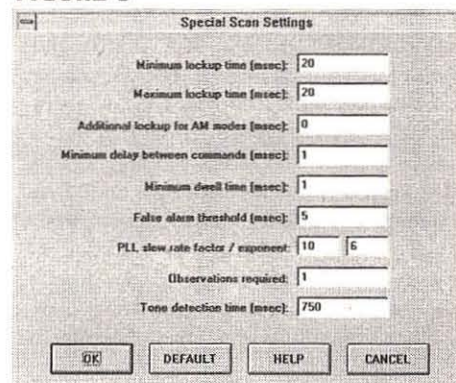 Special Scan Settings
Minimum lockup time (msec): 20
Maximum lockup time (msec): 20
Additional lockup for AM modes (msec): 0
Minimum delay between commands (msec): 1
Minimum dwell time (msec): 1
False alarm threshold (msec): 5
PLL slew rate factor / exponent: 10 6
Observations required: 1
Tone detection time (msec): 750
OK DEFAULT HELP CANCEL